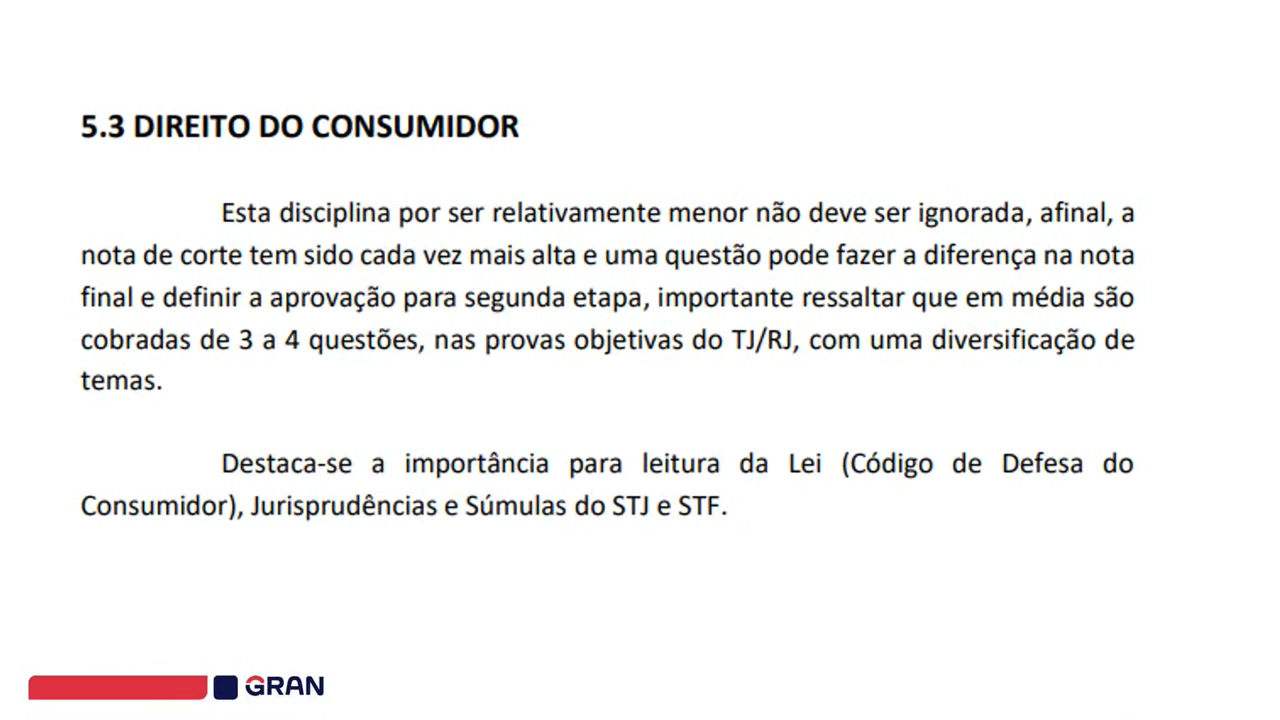 5.3 DIREITO DO CONSUMIDOR
Esta disciplina por ser relativamente menor não deve ser ignorada, afinal, a
nota de corte tem sido cada vez mais alta e uma questão pode fazer a diferença na nota
final e definir a aprovação para segunda etapa, importante ressaltar que em média são
cobradas de 3 a 4 questões, nas provas objetivas do TJ/RJ, com uma diversificação de
temas.
Destaca-se a importância para leitura da Lei (Código de Defesa do
Consumidor), Jurisprudências e Súmulas do STJ e STF.
GRAN